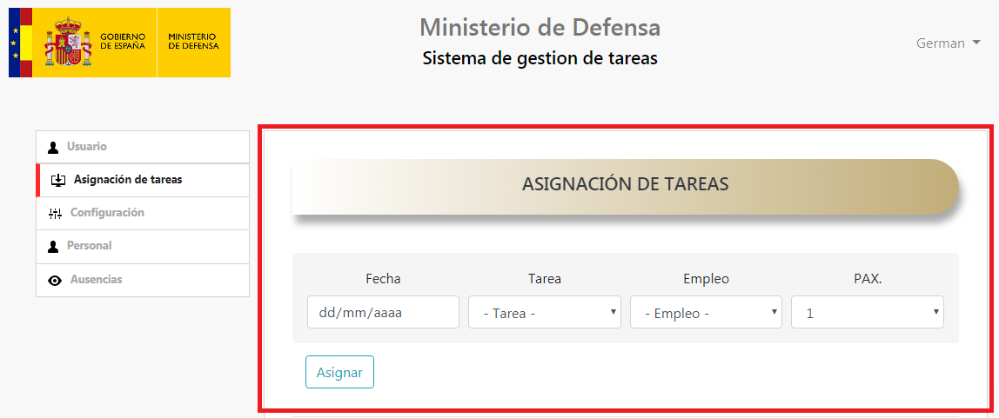 GOBIERNO
DE ESPAÑA
MINISTERIO
DE DEFENSA
Ministerio de Defensa
Sistema de gestion de tareas
German
Usuario
Asignación de tareas
Configuración
Personal
Ausencias
ASIGNACIÓN DE TAREAS
Fecha Tarea Empleo PAX.
dd/mm/aaaa - Tarea - - Empleo - 1
Asignar